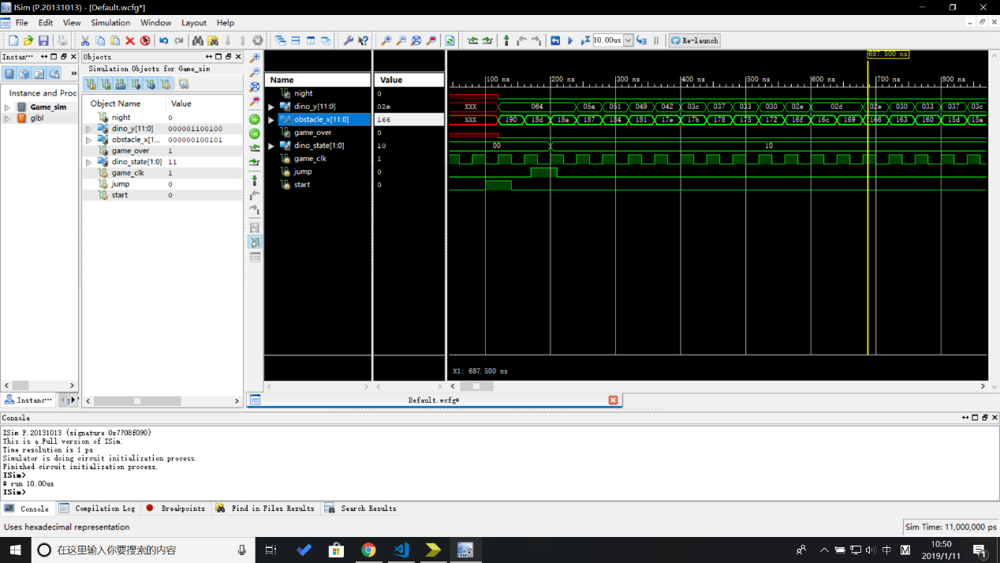 ISim (P.20131013) - [Default.wcfg*]
File Edit View Simulation Window Layout Help
10.00us
Re-launch
Instan···
Objects
Simulation Objects for Game_sim
Instance and Proc
Game_sim
glbl
Object Name Value
night 0
dino_y[11:0] 000001100100
obstacle_x[1... 000000100101
game_over 1
dino_state[1:0] 11
game_clk 1
jump 0
start 0
Name Value
night 0
dino_y[11:0] 02e
obstacle_x[11:0] 166
game_over 0
dino_state[1:0] 10
game_clk 1
jump 0
start 0
687.500 ns
100 ns 200 ns 300 ns 400 ns 500 ns 600 ns 700 ns 800 ns
XXX 064 05a 051 049 042 03c 037 033 030 02e 02d 02e 030 033 037 03c
XXX 190 18d 18a 187 184 181 17e 17b 178 175 172 16f 16c 169 166 163 160 15d 15a
00 10
X1: 687.500 ns
Instanc···
Default.wcfg*
Console
ISim P.20131013 (signature 0x7708f090)
This is a Full version of ISim.
Time resolution is 1 ps
Simulator is doing circuit initialization process.
Finished circuit initialization process.
ISim>
# run 10.00us
ISim>
Console Compilation Log Breakpoints Find in Files Results Search Results
Uses hexadecimal representation
Sim Time: 11,000,000 ps
在这里输入你要搜索的内容
中
M
10:50
2019/1/11
1